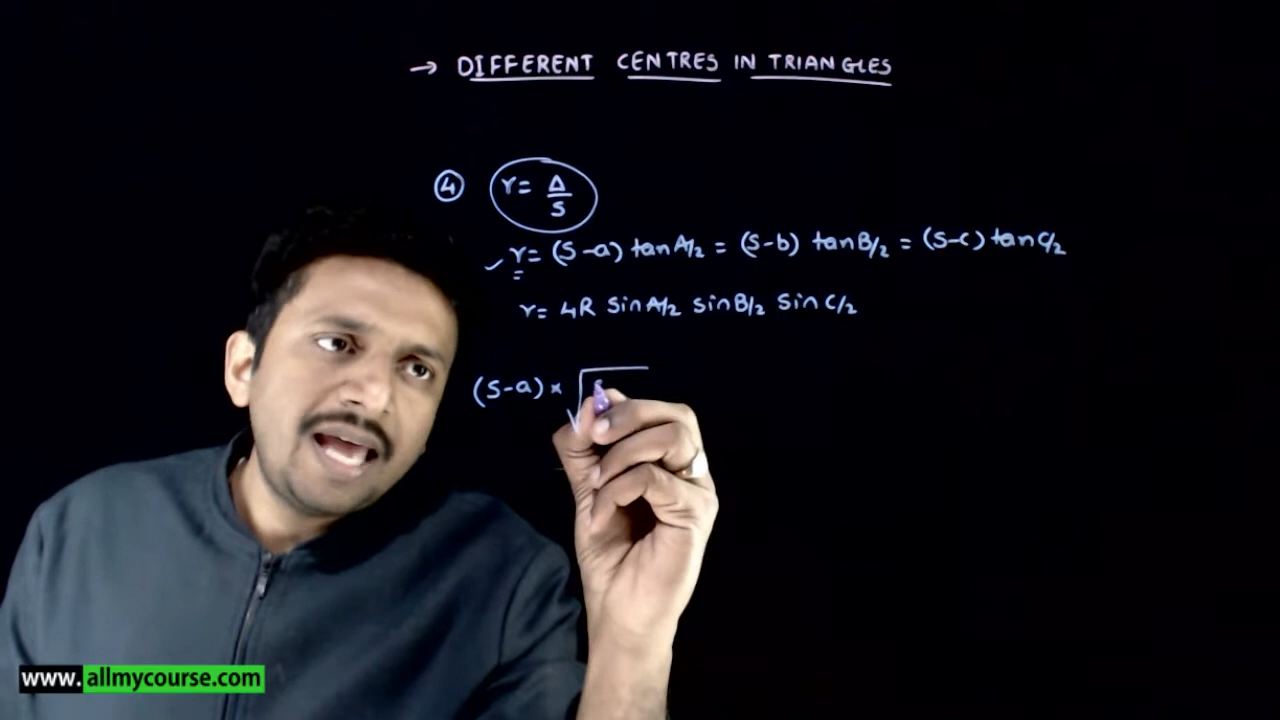 → DIFFERENT CENTRES IN TRIANGLES
④ r = Δ/S
✓ r = (S-a) tan A/2 = (S-b) tan B/2 = (S-c) tan C/2
r = 4R Sin A/2 sin B/2 Sin C/2
(S-a) × √
www.allmycourse.com